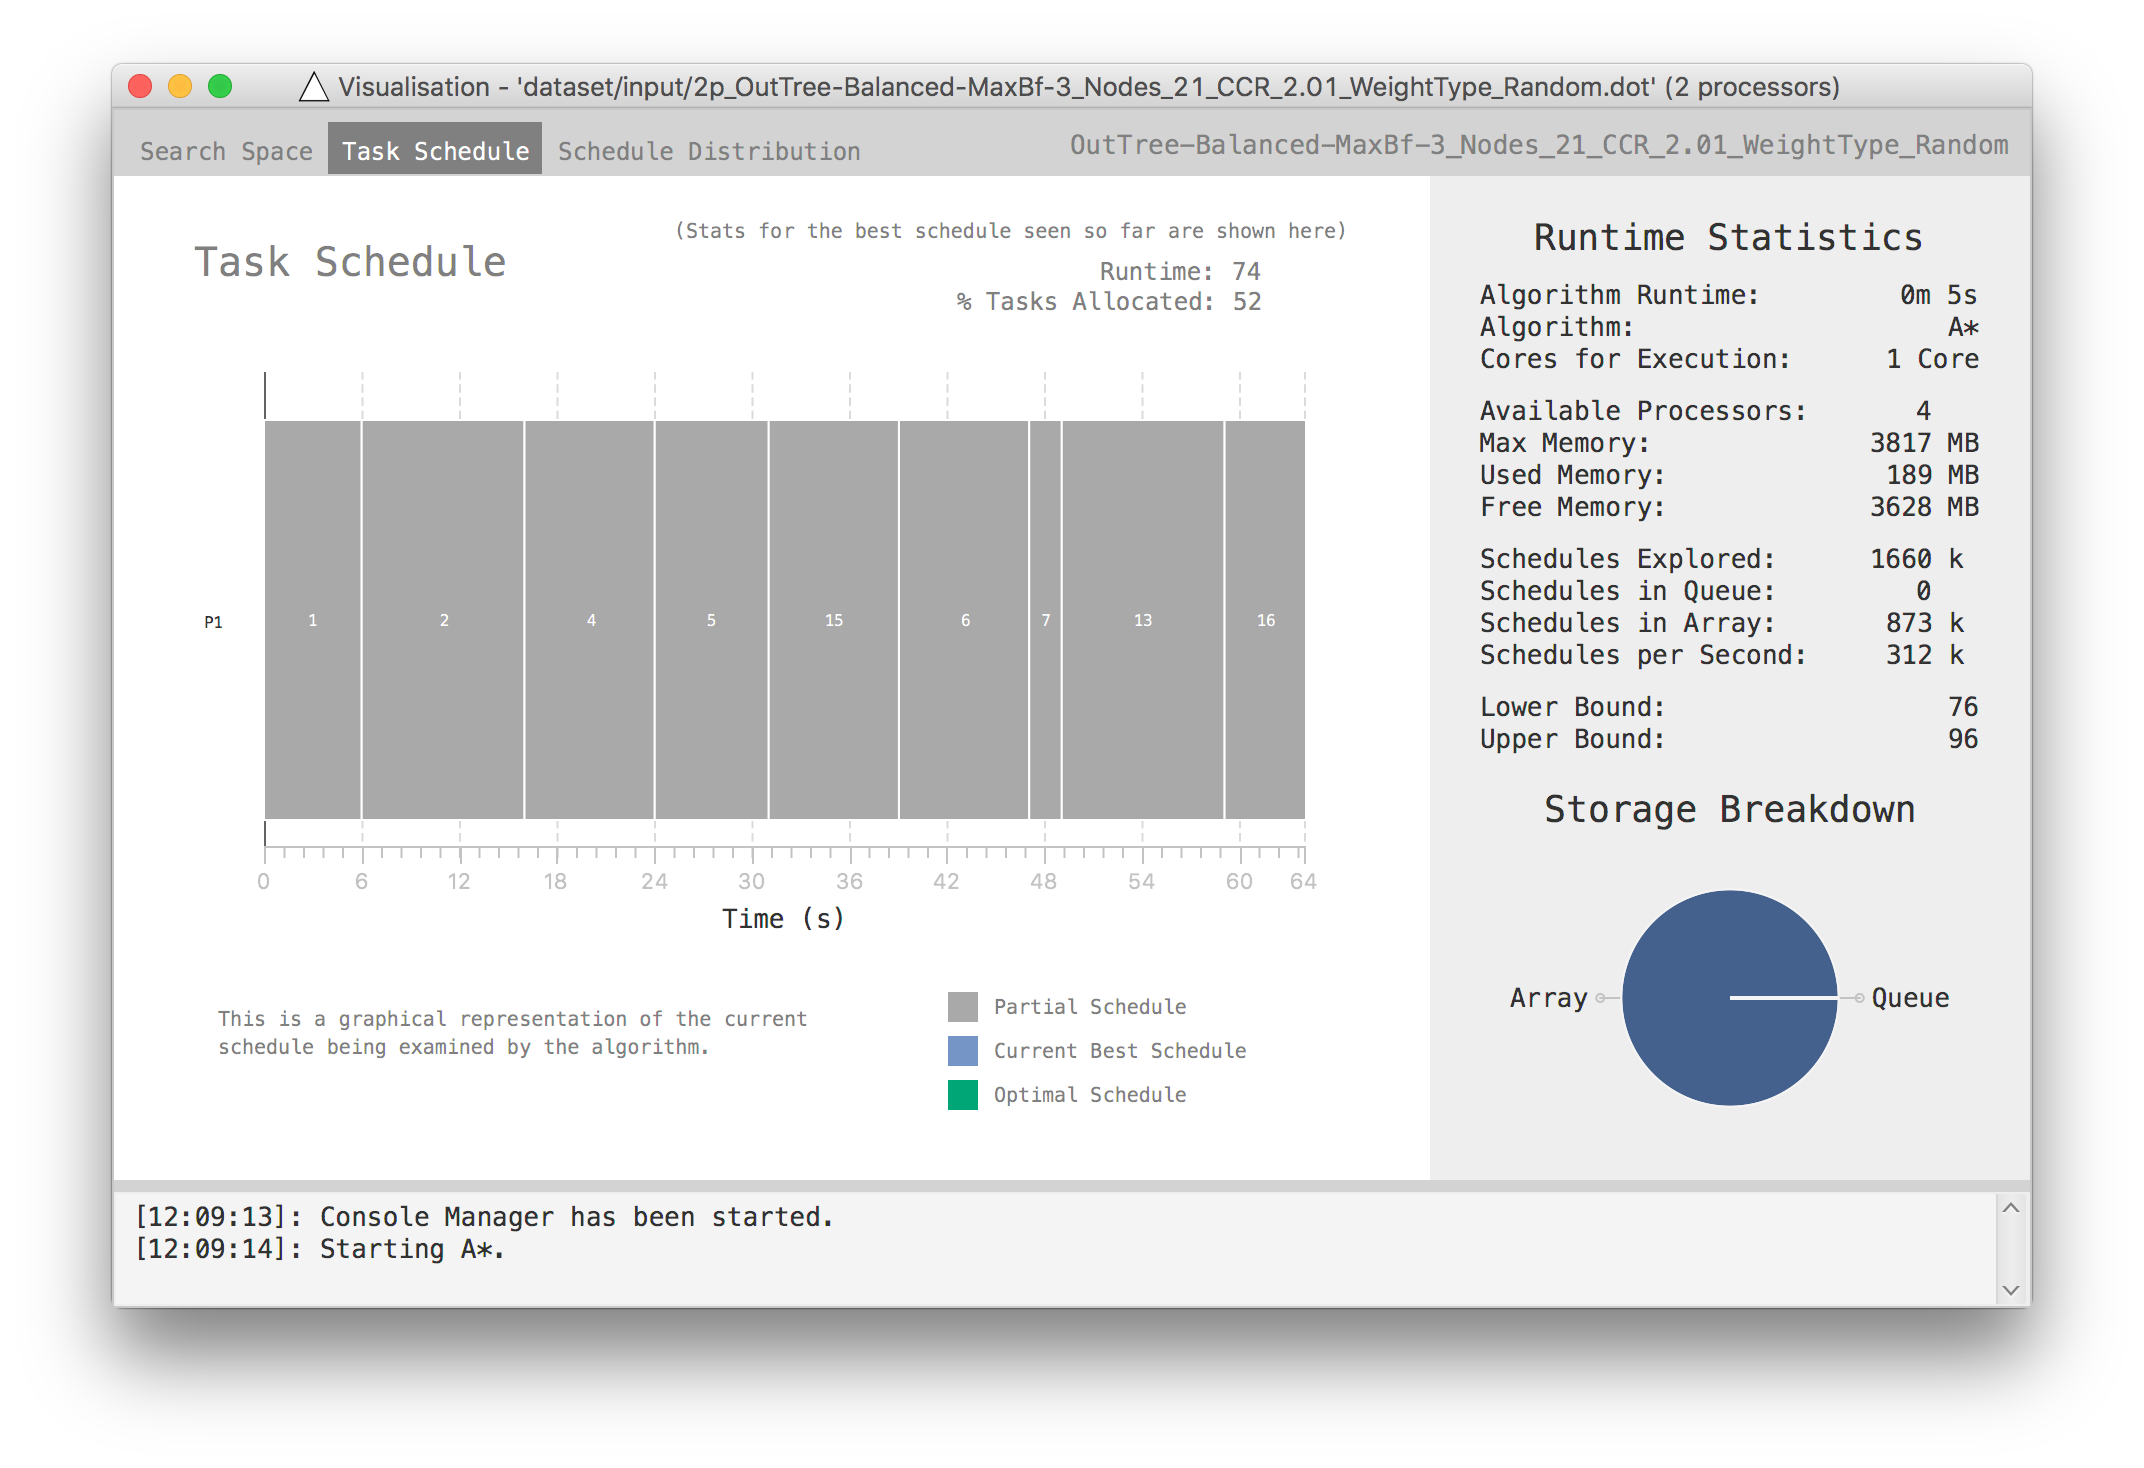 Visualisation - 'dataset/input/2p_OutTree-Balanced-MaxBf-3_Nodes_21_CCR_2.01_WeightType_Random.dot' (2 processors)
Search Space Task Schedule Schedule Distribution OutTree-Balanced-MaxBf-3_Nodes_21_CCR_2.01_WeightType_Random
(Stats for the best schedule seen so far are shown here)
Task Schedule
Runtime: 74
% Tasks Allocated: 52
P1 1 2 4 5 15 6 7 13 16
0 6 12 18 24 30 36 42 48 54 60 64
Time (s)
This is a graphical representation of the current
schedule being examined by the algorithm.
Partial Schedule
Current Best Schedule
Optimal Schedule
Runtime Statistics
Algorithm Runtime: 0m 5s
Algorithm: A*
Cores for Execution: 1 Core
Available Processors: 4
Max Memory: 3817 MB
Used Memory: 189 MB
Free Memory: 3628 MB
Schedules Explored: 1660 k
Schedules in Queue: 0
Schedules in Array: 873 k
Schedules per Second: 312 k
Lower Bound: 76
Upper Bound: 96
Storage Breakdown
Array Queue
[12:09:13]: Console Manager has been started.
[12:09:14]: Starting A*.